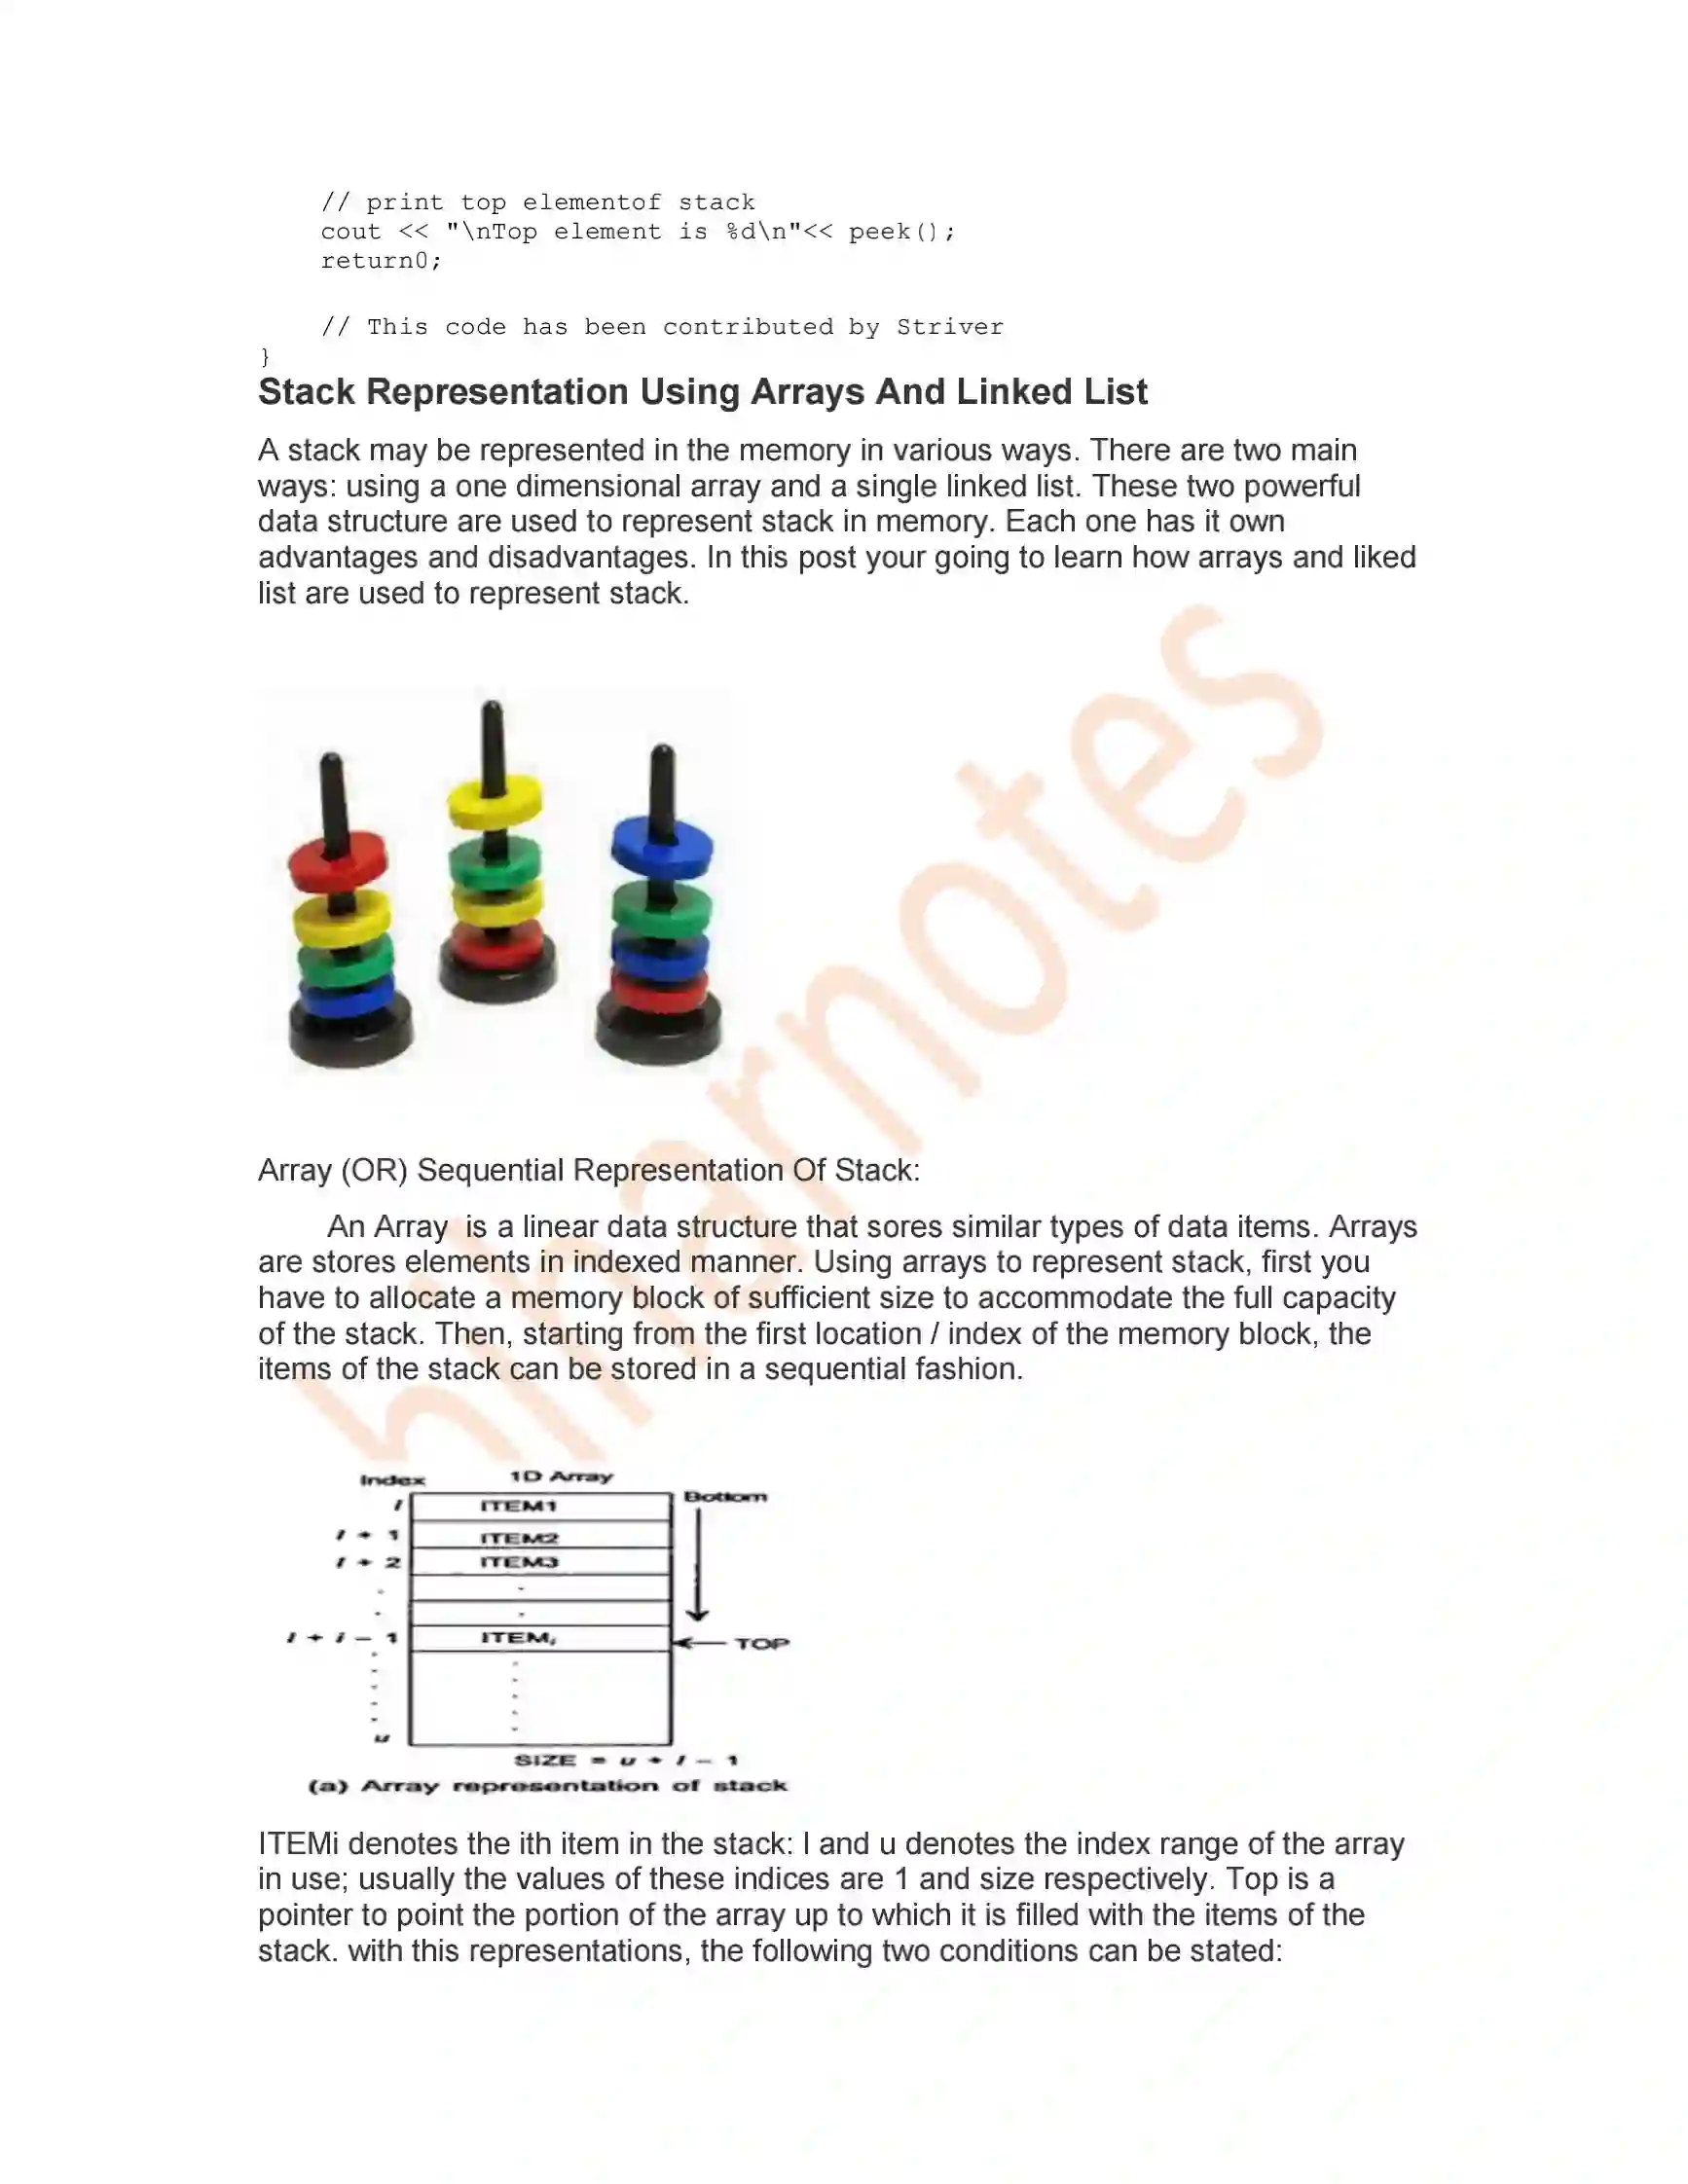 // print top elementof stack
cout << "\nTop element is %d\n"<< peek();
return0;
// This code has been contributed by Striver
}
Stack Representation Using Arrays And Linked List
A stack may be represented in the memory in various ways. There are two main
ways: using a one dimensional array and a single linked list. These two powerful
data structure are used to represent stack in memory. Each one has it own
advantages and disadvantages. In this post your going to learn how arrays and liked
list are used to represent stack.
Array (OR) Sequential Representation Of Stack:
An Array is a linear data structure that sores similar types of data items. Arrays
are stores elements in indexed manner. Using arrays to represent stack, first you
have to allocate a memory block of sufficient size to accommodate the full capacity
of the stack. Then, starting from the first location / index of the memory block, the
items of the stack can be stored in a sequential fashion.
Index 1D Array
l ITEM1 Bottom
l + 1 ITEM2
l + 2 ITEM3
l + i − 1 ITEMi TOP
u
SIZE = u + l − 1
(a) Array representation of stack
ITEMi denotes the ith item in the stack: l and u denotes the index range of the array
in use; usually the values of these indices are 1 and size respectively. Top is a
pointer to point the portion of the array up to which it is filled with the items of the
stack. with this representations, the following two conditions can be stated: